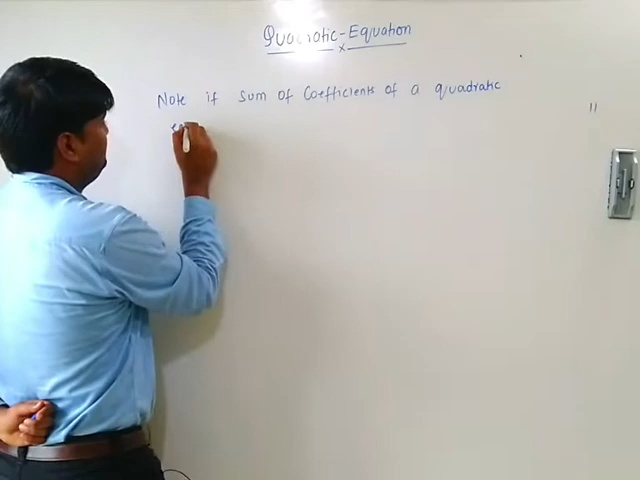 Quadratic-Equation
x
Note if sum of Coefficients of a quadratic